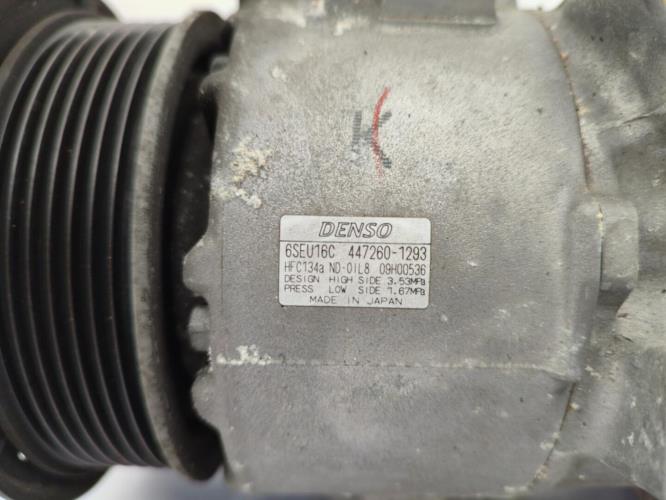 K
DENSO
6SEU16C 447260-1293
HFC134a ND-OIL8 09H00536
DESIGN HIGH SIDE 3.53MPa
PRESS LOW SIDE 1.67MPa
MADE IN JAPAN